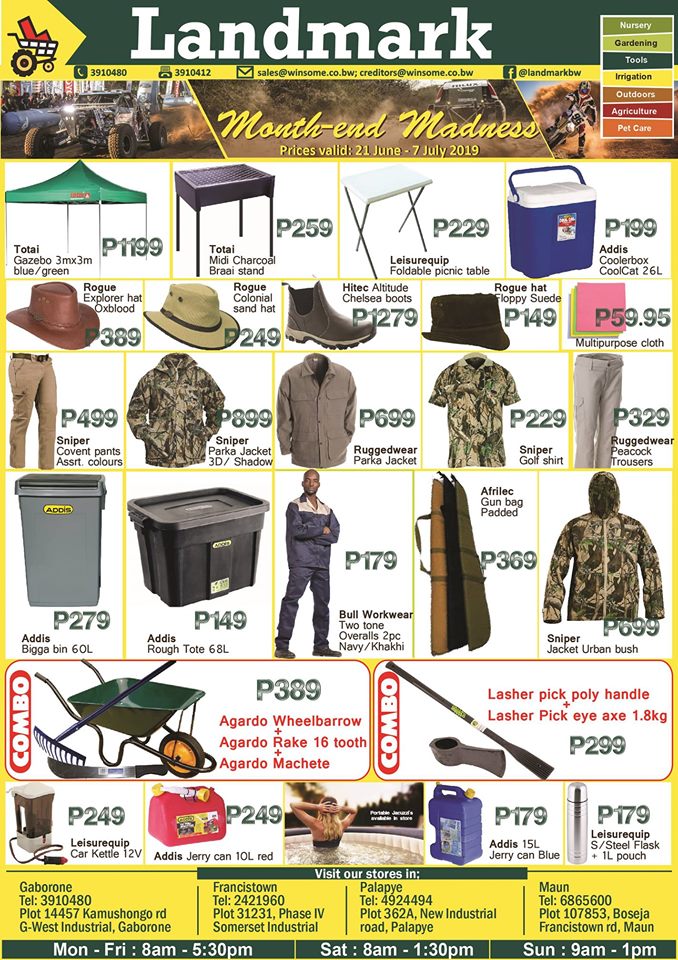 Landmark
Nursery
Gardening
Tools
Irrigation
Outdoors
Agriculture
Pet Care
3910480
3910412
sales@winsome.co.bw; creditors@winsome.co.bw
@landmarkbw
Month-end Madness
Prices valid: 21 June - 7 July 2019
P1199
Totai
Gazebo 3mx3m
blue/green
P259
Totai
Midi Charcoal
Braai stand
P229
Leisurequip
Foldable picnic table
P199
Addis
Coolerbox
CoolCat 26L
Rogue
Explorer hat
Oxblood
P389
Rogue
Colonial
sand hat
P249
Hitec Altitude
Chelsea boots
P1279
Rogue hat
Floppy Suede
P149
P59.95
Multipurpose cloth
P499
Sniper
Covent pants
Assrt. colours
P899
Sniper
Parka Jacket
3D/ Shadow
P699
Ruggedwear
Parka Jacket
P229
Sniper
Golf shirt
P329
Ruggedwear
Peacock
Trousers
ADDIS
P279
Addis
Bigga bin 60L
ADDIS
P149
Addis
Rough Tote 68L
P179
Bull Workwear
Two tone
Overalls 2pc
Navy/Khakhi
Afrilec
Gun bag
Padded
P369
P699
Sniper
Jacket Urban bush
COMBO
P389
Agardo Wheelbarrow
+
Agardo Rake 16 tooth
+
Agardo Machete
COMBO
Lasher pick poly handle
+
Lasher Pick eye axe 1.8kg
P299
P249
Leisurequip
Car Kettle 12V
P249
Addis Jerry can 10L red
Portable Jacuzzi's
available in store
P179
Addis 15L
Jerry can Blue
P179
Leisurequip
S/Steel Flask
+ 1L pouch
Visit our stores in:
Gaborone
Tel: 3910480
Plot 14457 Kamushongo rd
G-West Industrial, Gaborone
Francistown
Tel: 2421960
Plot 31231, Phase IV
Somerset Industrial
Palapye
Tel: 4924494
Plot 362A, New Industrial
road, Palapye
Maun
Tel: 6865600
Plot 107853, Boseja
Francistown rd, Maun
Mon - Fri : 8am - 5:30pm
Sat : 8am - 1:30pm
Sun : 9am - 1pm